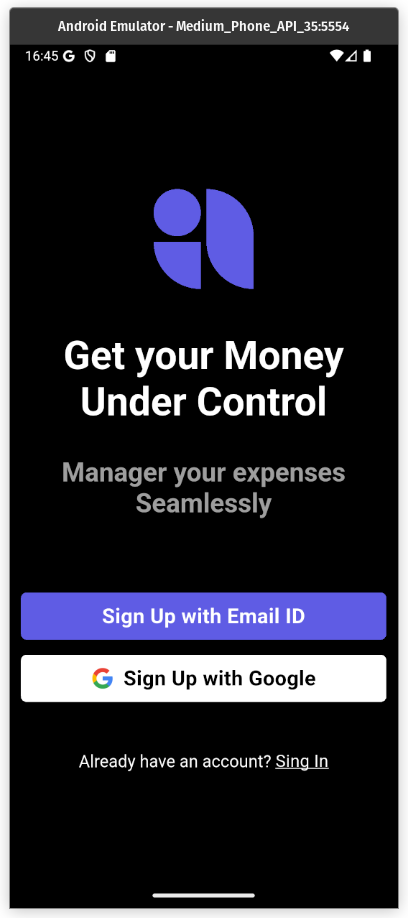 Android Emulator - Medium_Phone_API_35:5554
16:45
Get your Money
Under Control
Manager your expenses
Seamlessly
Sign Up with Email ID
Sign Up with Google
Already have an account? Sing In